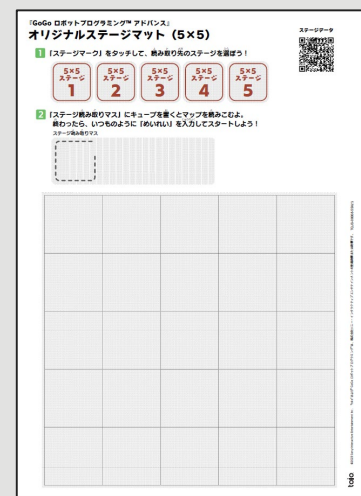 『GoGo ロボットプログラミング™ アドバンス』
オリジナルステージマット（5×5）
ステージデータ
1 「ステージマーク」をタッチして、読み取り先のステージを選ぼう！
5×5 ステージ 1
5×5 ステージ 2
5×5 ステージ 3
5×5 ステージ 4
5×5 ステージ 5
2 「ステージ読み取りマス」にキューブを置くとマップを読みこむよ。
終わったら、いつものように「めいれい」を入力してスタートしよう！
ステージ読み取りマス
toio